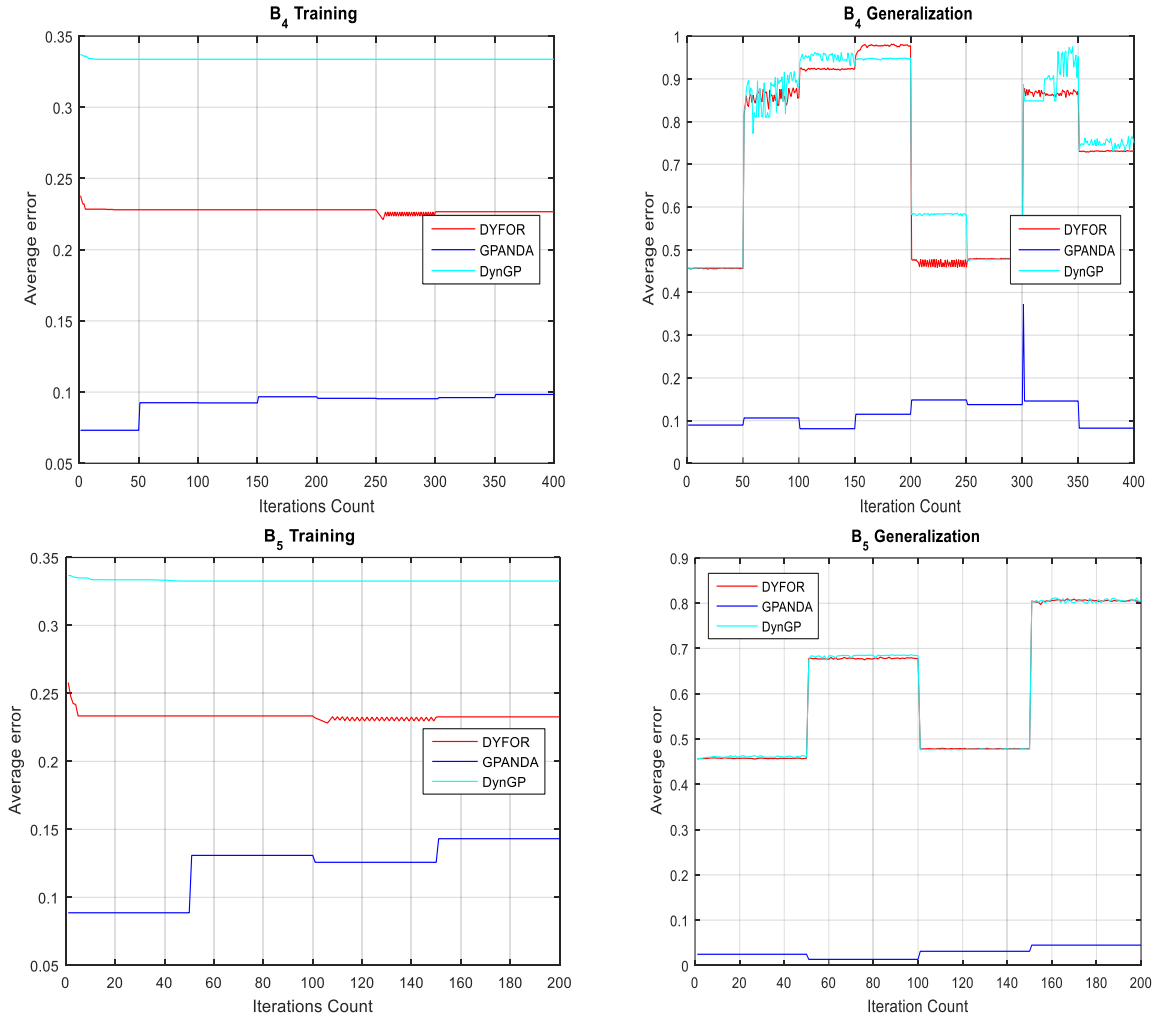 B4 Training
0.35
0.3
0.25
0.2
0.15
0.1
0.05
Average error
DYFOR
GPANDA
DynGP
0 50 100 150 200 250 300 350 400
Iterations Count
B4 Generalization
1
0.9
0.8
0.7
0.6
0.5
0.4
0.3
0.2
0.1
0
Average error
DYFOR
GPANDA
DynGP
0 50 100 150 200 250 300 350 400
Iteration Count
B5 Training
0.35
0.3
0.25
0.2
0.15
0.1
0.05
Average error
DYFOR
GPANDA
DynGP
0 20 40 60 80 100 120 140 160 180 200
Iterations Count
B5 Generalization
0.9
0.8
0.7
0.6
0.5
0.4
0.3
0.2
0.1
0
Average error
DYFOR
GPANDA
DynGP
0 20 40 60 80 100 120 140 160 180 200
Iteration Count